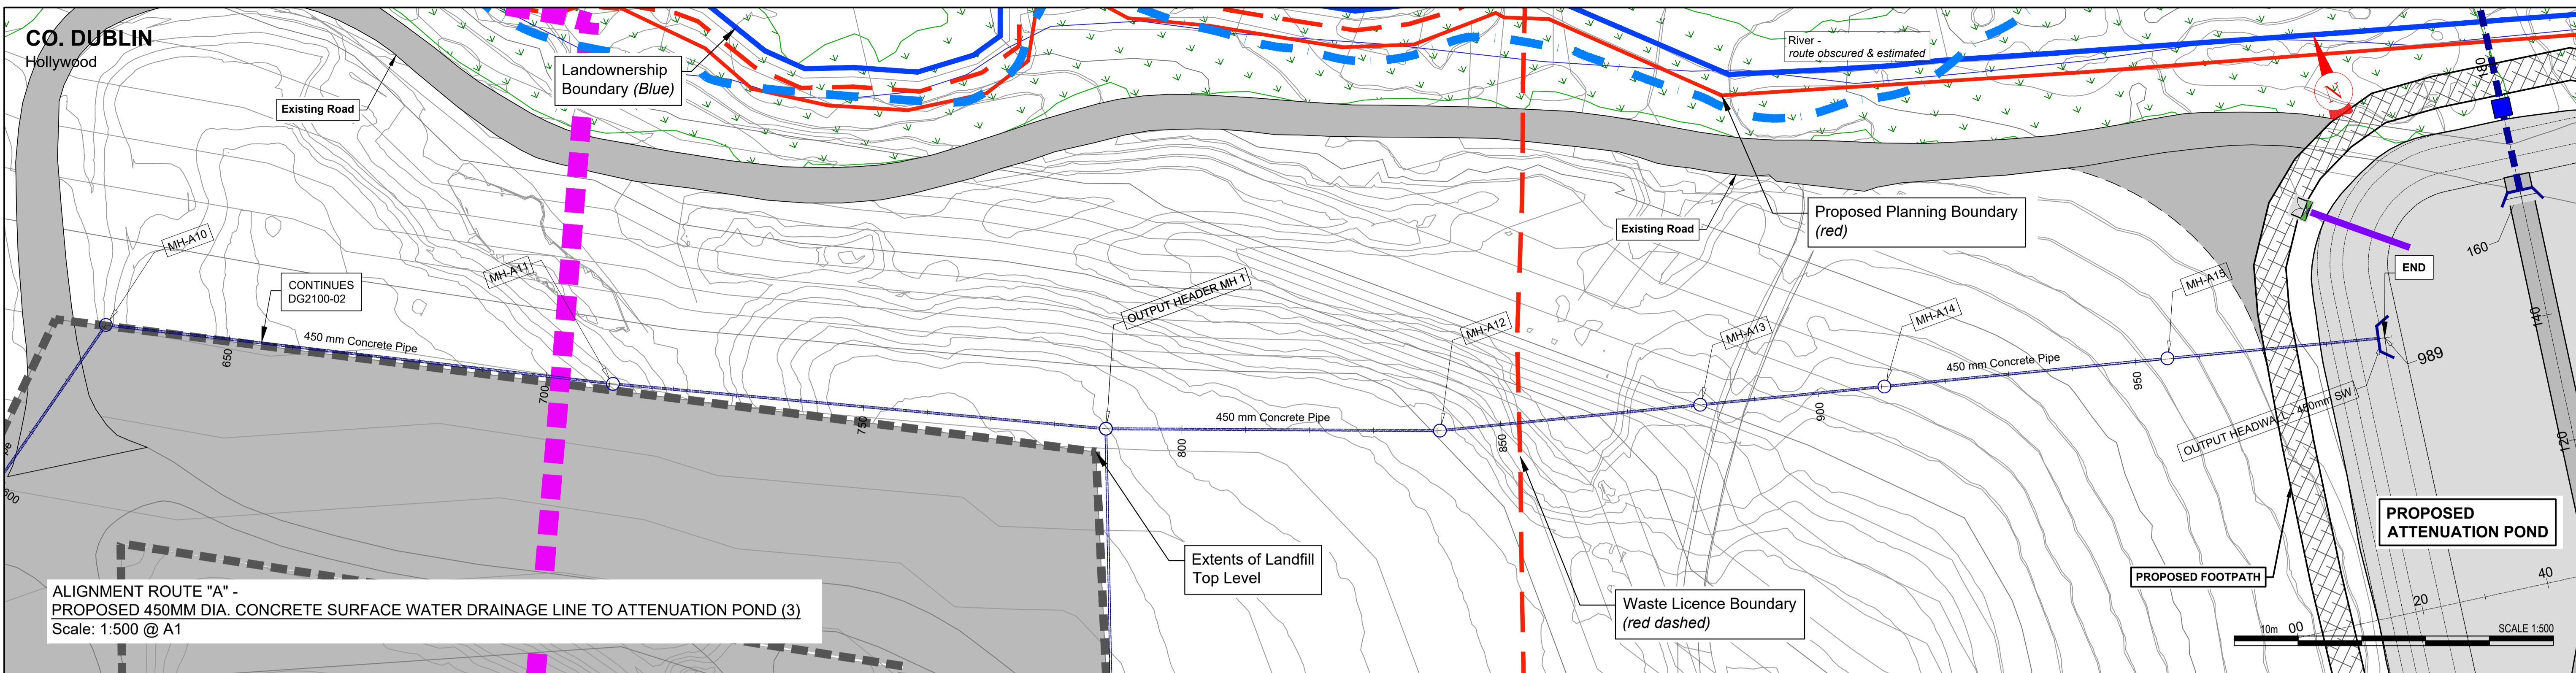 CO. DUBLIN
Hollywood
Existing Road
Landownership
Boundary (Blue)
River -
route obscured & estimated
180
MH-A10
CONTINUES
DG2100-02
450 mm Concrete Pipe
650
MH-A11
700
750
OUTPUT HEADER MH 1
450 mm Concrete Pipe
800
MH-A12
850
Existing Road
Proposed Planning Boundary
(red)
MH-A13
MH-A14
900
450 mm Concrete Pipe
950
MH-A15
END
160
140
989
OUTPUT HEADWALL - 450mm SW
120
600
Extents of Landfill
Top Level
Waste Licence Boundary
(red dashed)
PROPOSED FOOTPATH
PROPOSED
ATTENUATION POND
40
20
00
10m
SCALE 1:500
ALIGNMENT ROUTE "A" -
PROPOSED 450MM DIA. CONCRETE SURFACE WATER DRAINAGE LINE TO ATTENUATION POND (3)
Scale: 1:500 @ A1